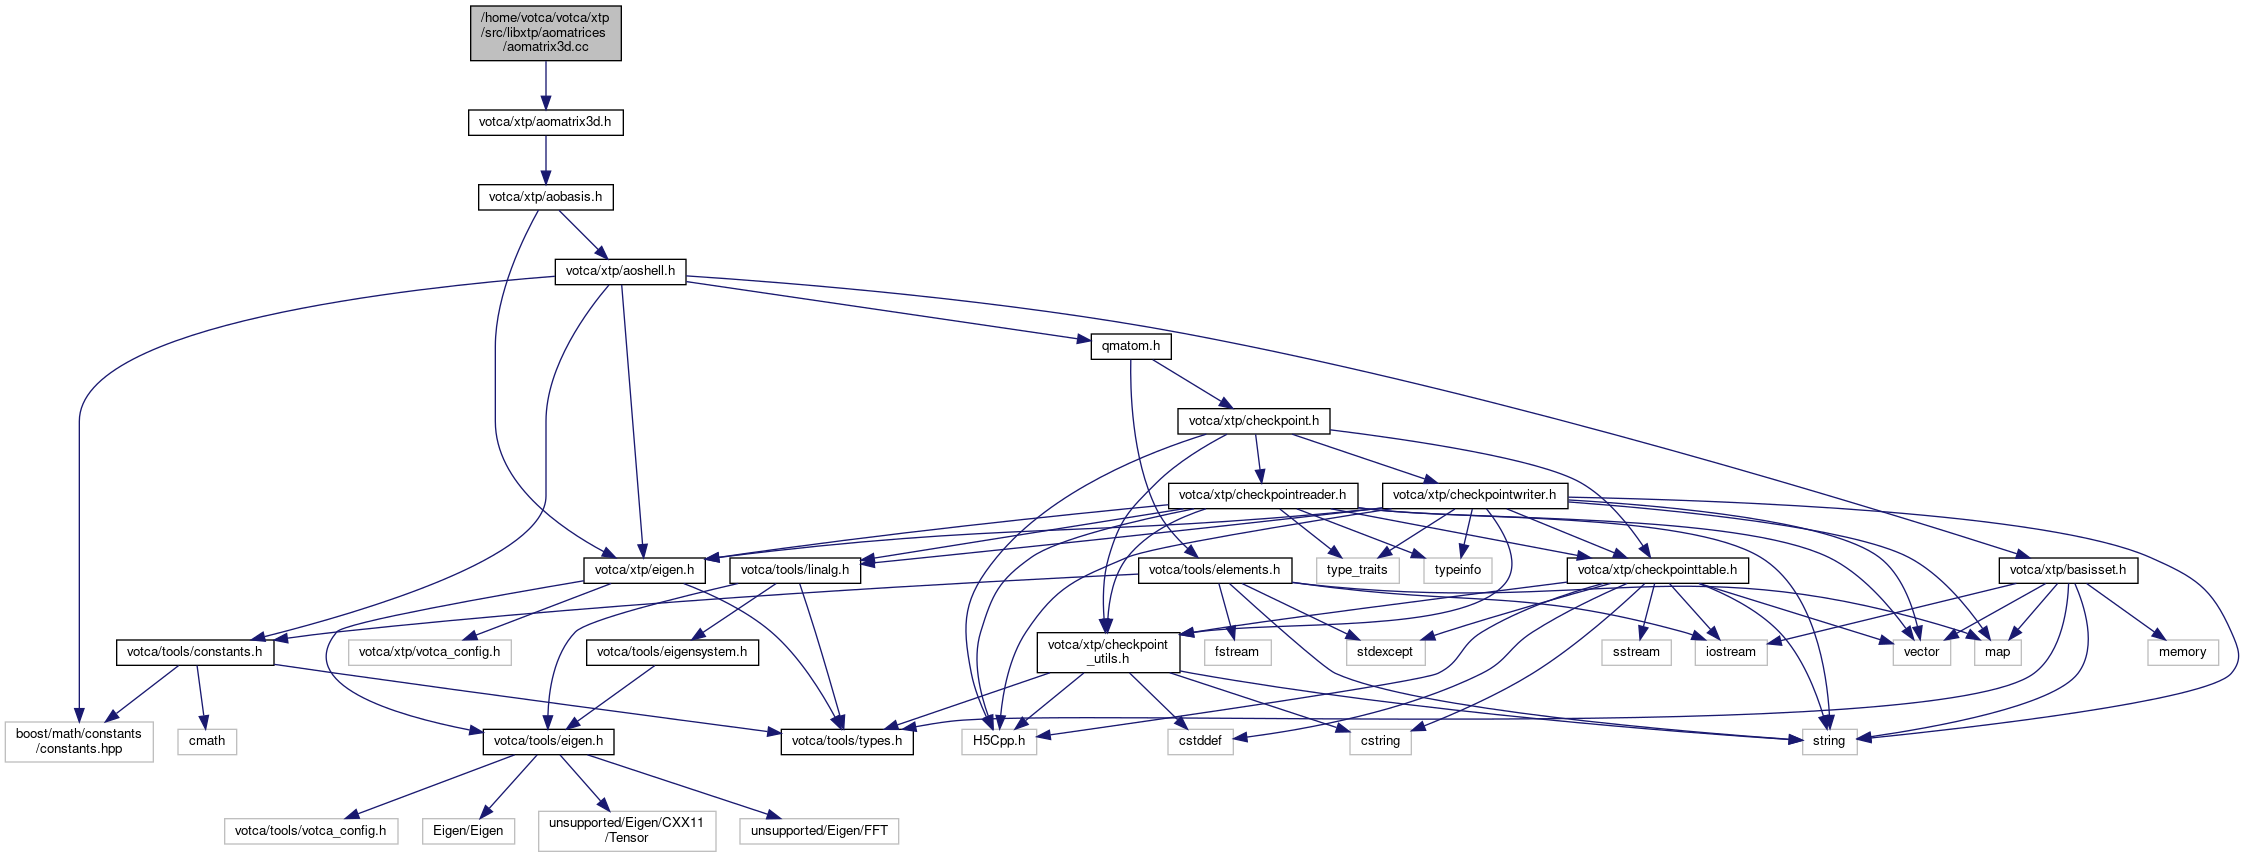 /home/votca/votca/xtp
/src/libxtp/aomatrices
/aomatrix3d.cc
votca/xtp/aomatrix3d.h
votca/xtp/aobasis.h
votca/xtp/aoshell.h
qmatom.h
votca/xtp/checkpoint.h
votca/xtp/checkpointreader.h
votca/xtp/checkpointwriter.h
votca/xtp/eigen.h
votca/tools/linalg.h
votca/tools/elements.h
type_traits
typeinfo
votca/xtp/checkpointtable.h
votca/xtp/basisset.h
votca/tools/constants.h
votca/xtp/votca_config.h
votca/tools/eigensystem.h
votca/xtp/checkpoint
_utils.h
fstream
stdexcept
sstream
iostream
vector
map
memory
boost/math/constants
/constants.hpp
cmath
votca/tools/eigen.h
votca/tools/types.h
H5Cpp.h
cstddef
cstring
string
votca/tools/votca_config.h
Eigen/Eigen
unsupported/Eigen/CXX11
/Tensor
unsupported/Eigen/FFT